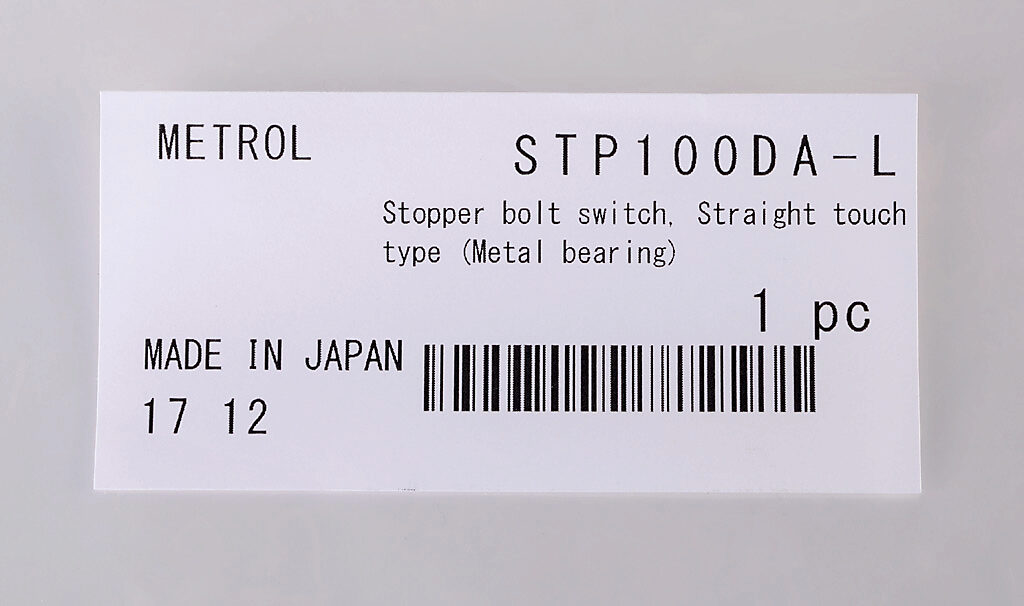 METROL
STP100DA-L
Stopper bolt switch, Straight touch
type (Metal bearing)
1 pc
MADE IN JAPAN
17 12